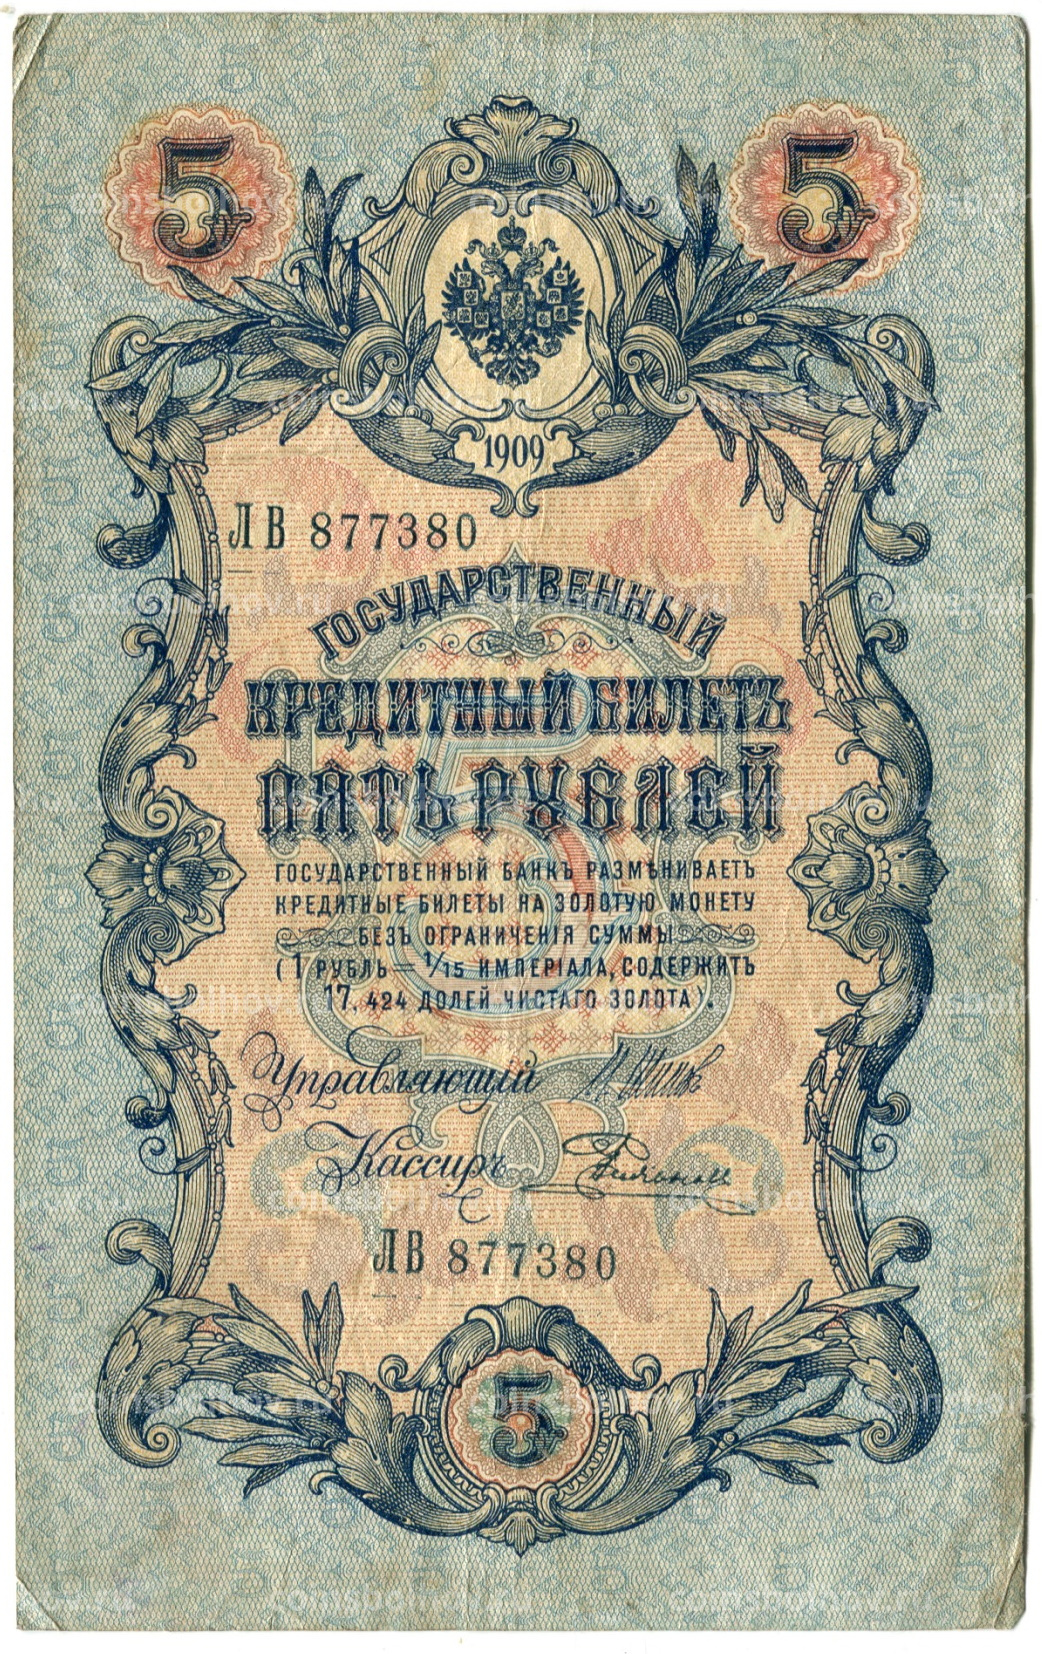 5 5
1909
ЛВ 877380
ГОСУДАРСТВЕННЫЙ
КРЕДИТНЫЙ БИЛЕТЪ
ПЯТЬ РУБЛЕЙ
5
ГОСУДАРСТВЕННЫЙ БАНКЪ РАЗМѢНИВАЕТЪ
КРЕДИТНЫЕ БИЛЕТЫ НА ЗОЛОТУЮ МОНЕТУ
БЕЗЪ ОГРАНИЧЕНІЯ СУММЫ
(1 РУБЛЬ = 1/15 ИМПЕРІАЛА, СОДЕРЖИТЪ
17,424 ДОЛЕЙ ЧИСТАГО ЗОЛОТА).
Управляющій
Кассиръ
ЛВ 877380
5